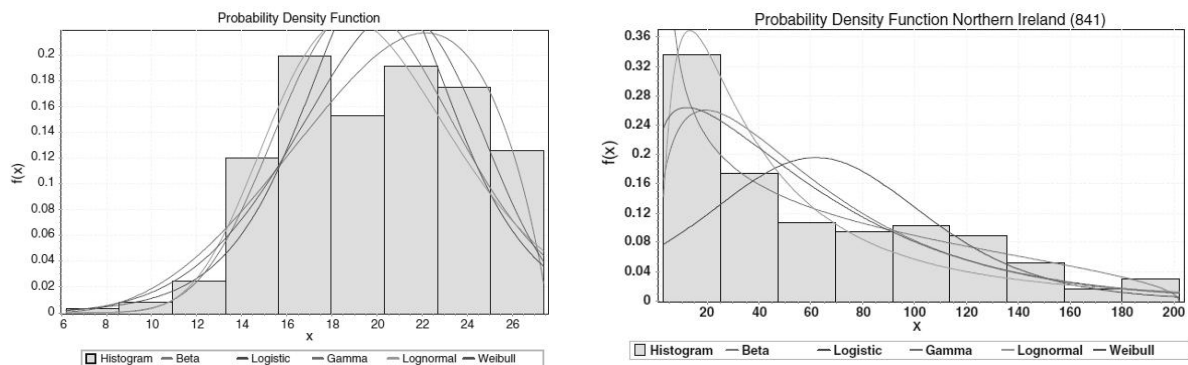 Probability Density Function
f(x)
0.2
0.18
0.16
0.14
0.12
0.1
0.08
0.06
0.04
0.02
0
6 8 10 12 14 16 18 20 22 24 26
x
Histogram Beta Logistic Gamma Lognormal Weibull
Probability Density Function Northern Ireland (841)
f(x)
0.36
0.32
0.28
0.24
0.2
0.16
0.12
0.08
0.04
0
20 40 60 80 100 120 140 160 180 200
x
Histogram Beta Logistic Gamma Lognormal Weibull